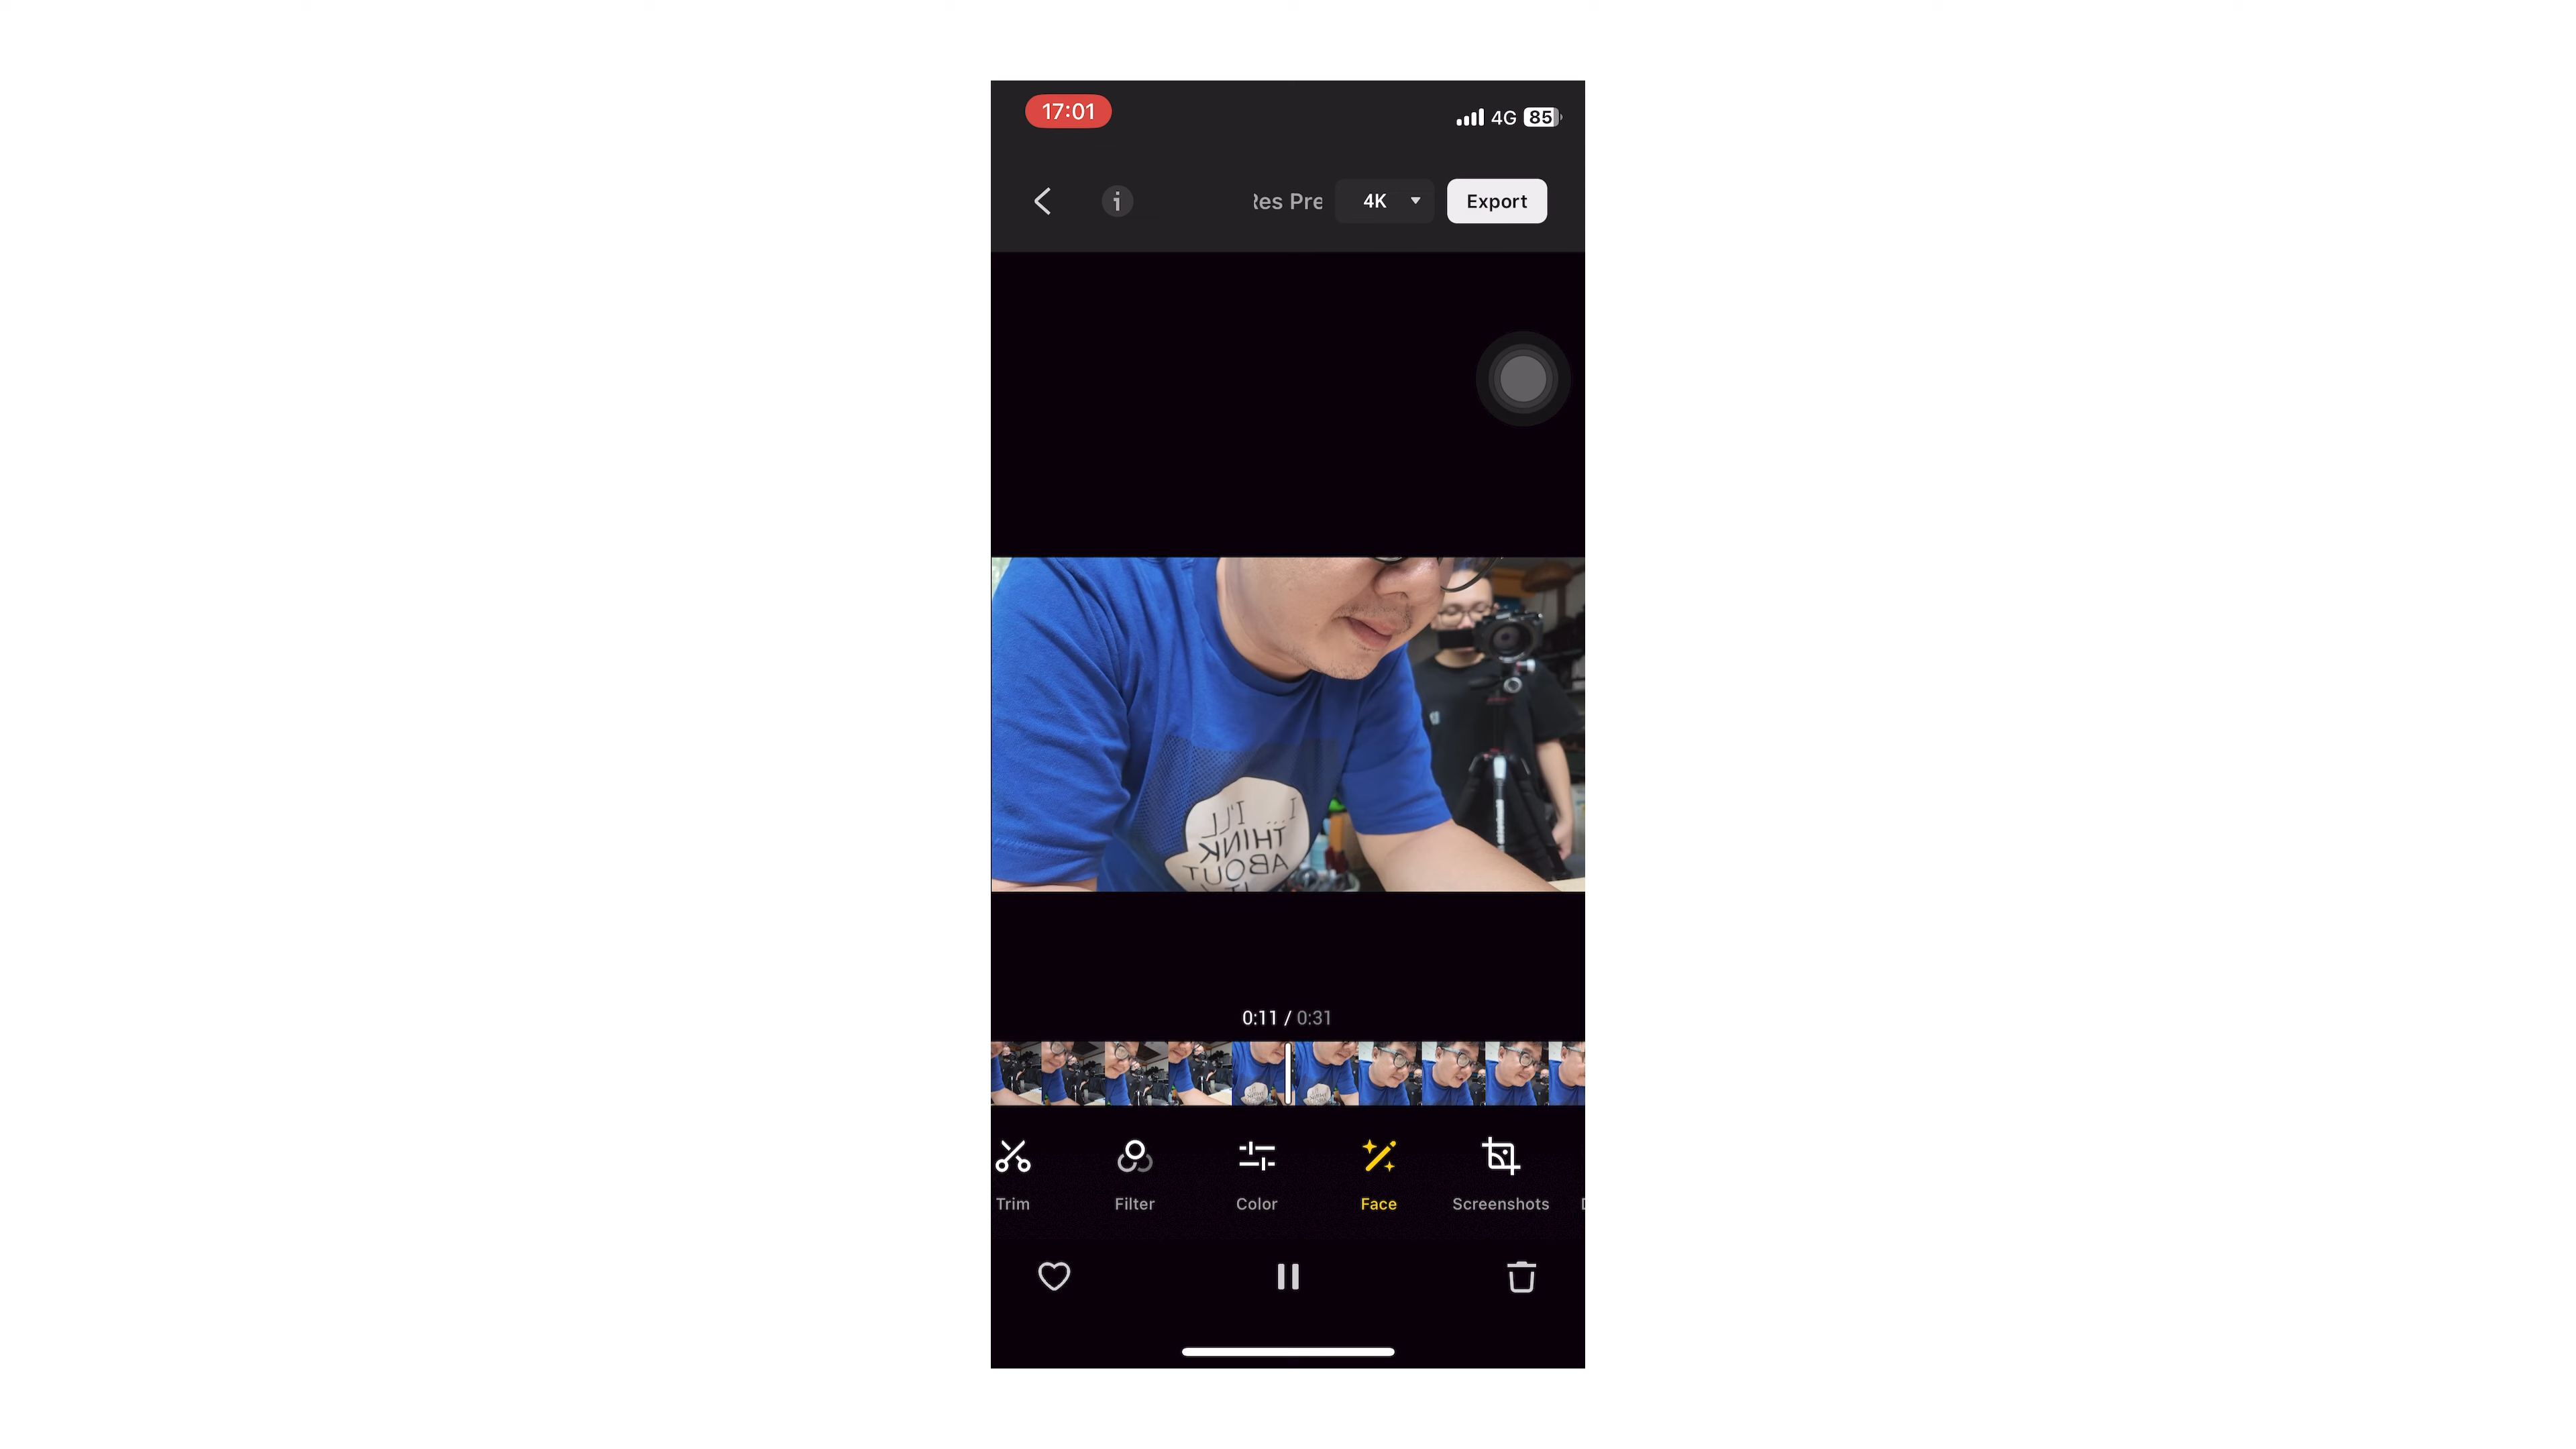 17:01
4G 85
Res Pre 4K Export
I
I'LL
THINK
ABOUT
0:11 / 0:31
Trim Filter Color Face Screenshots